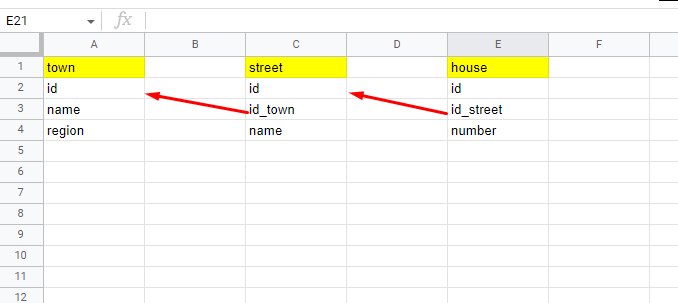 E21 fx
A B C D E F
1 town street house
2 id id id
3 name id_town id_street
4 region name number
5
6
7
8
9
10
11
12